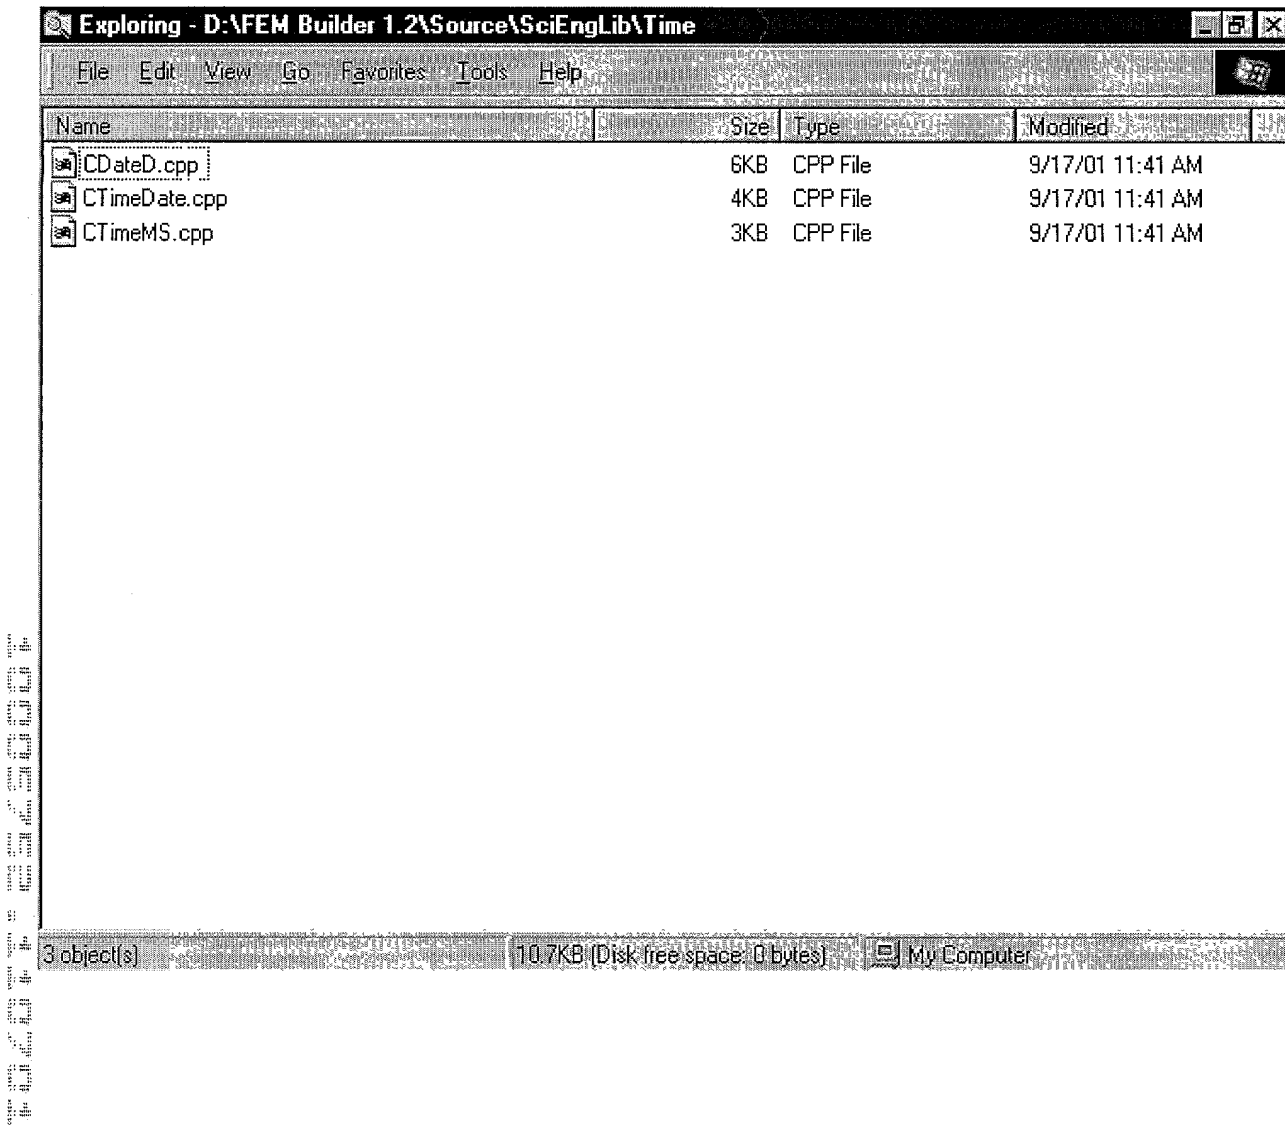 Exploring - D:\FEM Builder 1.2\Source\SciEngLib\Time
File Edit View Go Favorites Tools Help
Name Size Type Modified
CDateD.cpp 6KB CPP File 9/17/01 11:41 AM
CTimeDate.cpp 4KB CPP File 9/17/01 11:41 AM
CTimeMS.cpp 3KB CPP File 9/17/01 11:41 AM
3 object(s) 10.7KB (Disk free space: 0 bytes) My Computer